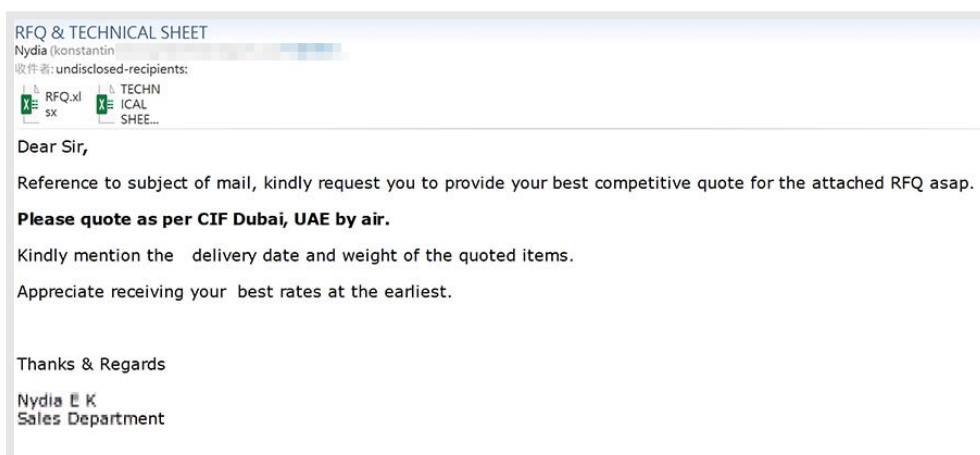 RFQ & TECHNICAL SHEET
Nydia (konstantin
收件者: undisclosed-recipients:
RFQ.xl
sx
TECHN
ICAL
SHEE...
Dear Sir,
Reference to subject of mail, kindly request you to provide your best competitive quote for the attached RFQ asap.
Please quote as per CIF Dubai, UAE by air.
Kindly mention the delivery date and weight of the quoted items.
Appreciate receiving your best rates at the earliest.
Thanks & Regards
Nydia E K
Sales Department